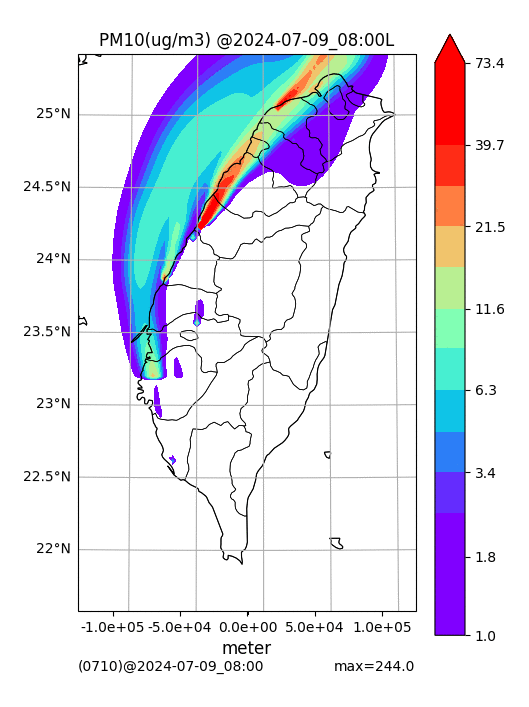 PM10(ug/m3) @2024-07-09_08:00L
73.4
25°N
39.7
24.5°N
21.5
24°N
11.6
23.5°N
6.3
23°N
3.4
22.5°N
1.8
22°N
1.0
-1.0e+05 -5.0e+04 0.0e+00 5.0e+04 1.0e+05
meter
(0710)@2024-07-09_08:00 max=244.0